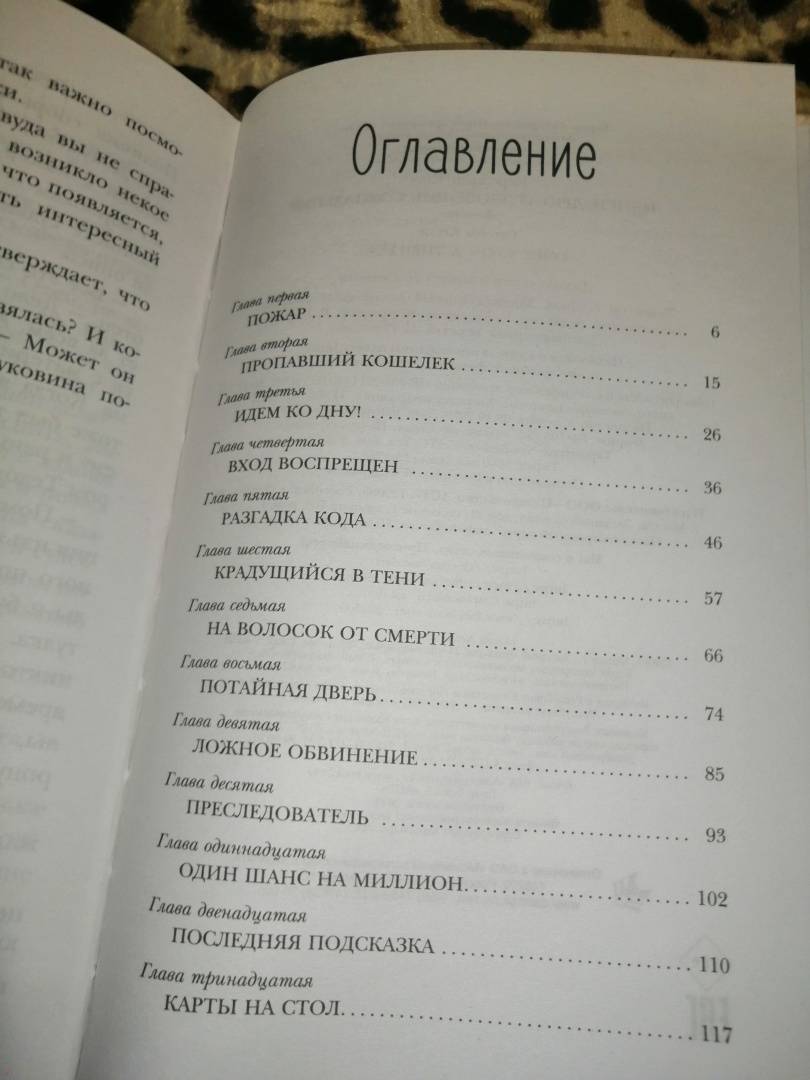 так важно посмо-
си.
вуда вы не спра-
возникло некое
что появляется,
ть интересный
верждает, что
взялась? И ко-
– Может он
уковина по-
Оглавление
Глава первая
ПОЖАР 6
Глава вторая
ПРОПАВШИЙ КОШЕЛЕК 15
Глава третья
ИДЕМ КО ДНУ! 26
Глава четвертая
ВХОД ВОСПРЕЩЕН 36
Глава пятая
РАЗГАДКА КОДА 46
Глава шестая
КРАДУЩИЙСЯ В ТЕНИ 57
Глава седьмая
НА ВОЛОСОК ОТ СМЕРТИ 66
Глава восьмая
ПОТАЙНАЯ ДВЕРЬ 74
Глава девятая
ЛОЖНОЕ ОБВИНЕНИЕ 85
Глава десятая
ПРЕСЛЕДОВАТЕЛЬ 93
Глава одиннадцатая
ОДИН ШАНС НА МИЛЛИОН 102
Глава двенадцатая
ПОСЛЕДНЯЯ ПОДСКАЗКА 110
Глава тринадцатая
КАРТЫ НА СТОЛ 117